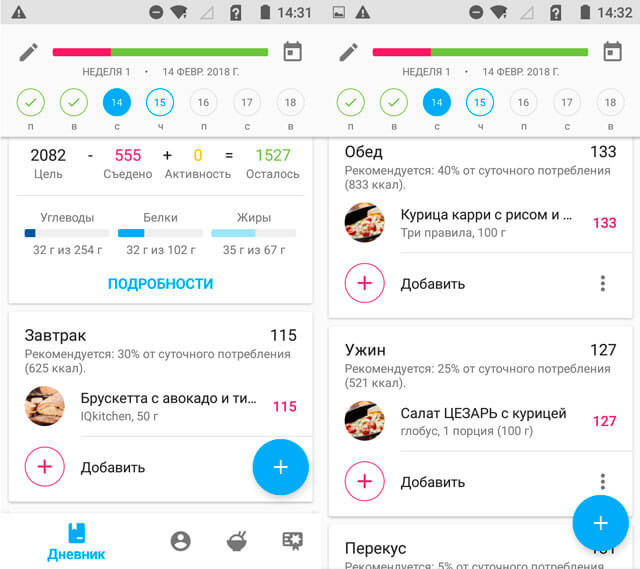 14:31
НЕДЕЛЯ 1 • 14 ФЕВР. 2018 Г.
14 15 16 17 18
п в с ч п с в
2082 - 555 + 0 = 1527
Цель Съедено Активность Осталось
Углеводы Белки Жиры
32 г из 254 г 32 г из 102 г 35 г из 67 г
ПОДРОБНОСТИ
Завтрак 115
Рекомендуется: 30% от суточного потребления
(625 ккал).
Брускетта с авокадо и ти... 115
IQkitchen, 50 г
Добавить
Дневник
14:32
НЕДЕЛЯ 1 • 14 ФЕВР. 2018 Г.
14 15 16 17 18
п в с ч п с в
Обед 133
Рекомендуется: 40% от суточного потребления
(833 ккал).
Курица карри с рисом и ... 133
Три правила, 100 г
Добавить
Ужин 127
Рекомендуется: 25% от суточного потребления
(521 ккал).
Салат ЦЕЗАРЬ с курицей 127
глобус, 1 порция (100 г)
Добавить
Перекус
Рекомендуется: 5% от суточного потребления